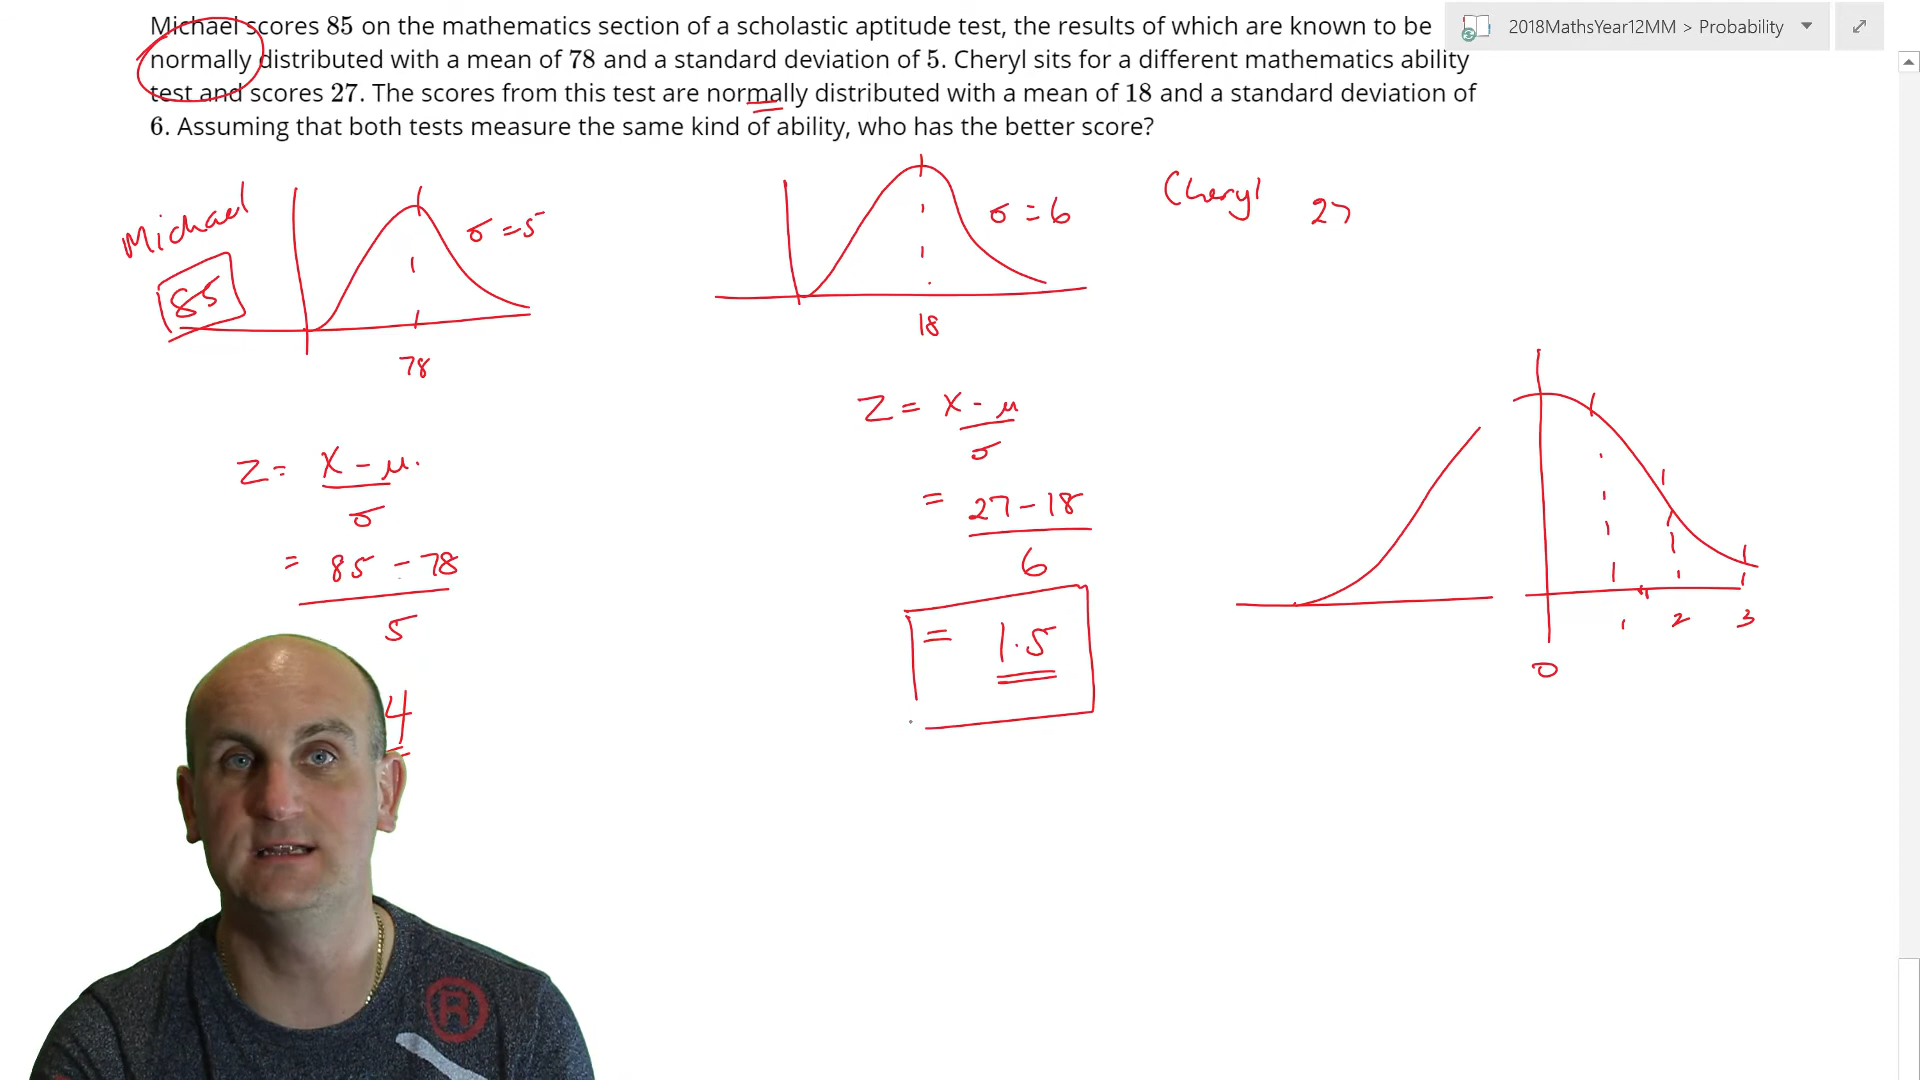 Michael scores 85 on the mathematics section of a scholastic aptitude test, the results of which are known to be
normally distributed with a mean of 78 and a standard deviation of 5. Cheryl sits for a different mathematics ability
test and scores 27. The scores from this test are normally distributed with a mean of 18 and a standard deviation of
6. Assuming that both tests measure the same kind of ability, who has the better score?
2018MathsYear12MM > Probability
Michael
85
σ = 5
78
σ = 6
18
Cheryl 27
Z = X - μ
σ
= 85 - 78
5
4
Z = X - μ
σ
= 27 - 18
6
= 1.5
0 1 2 3
R